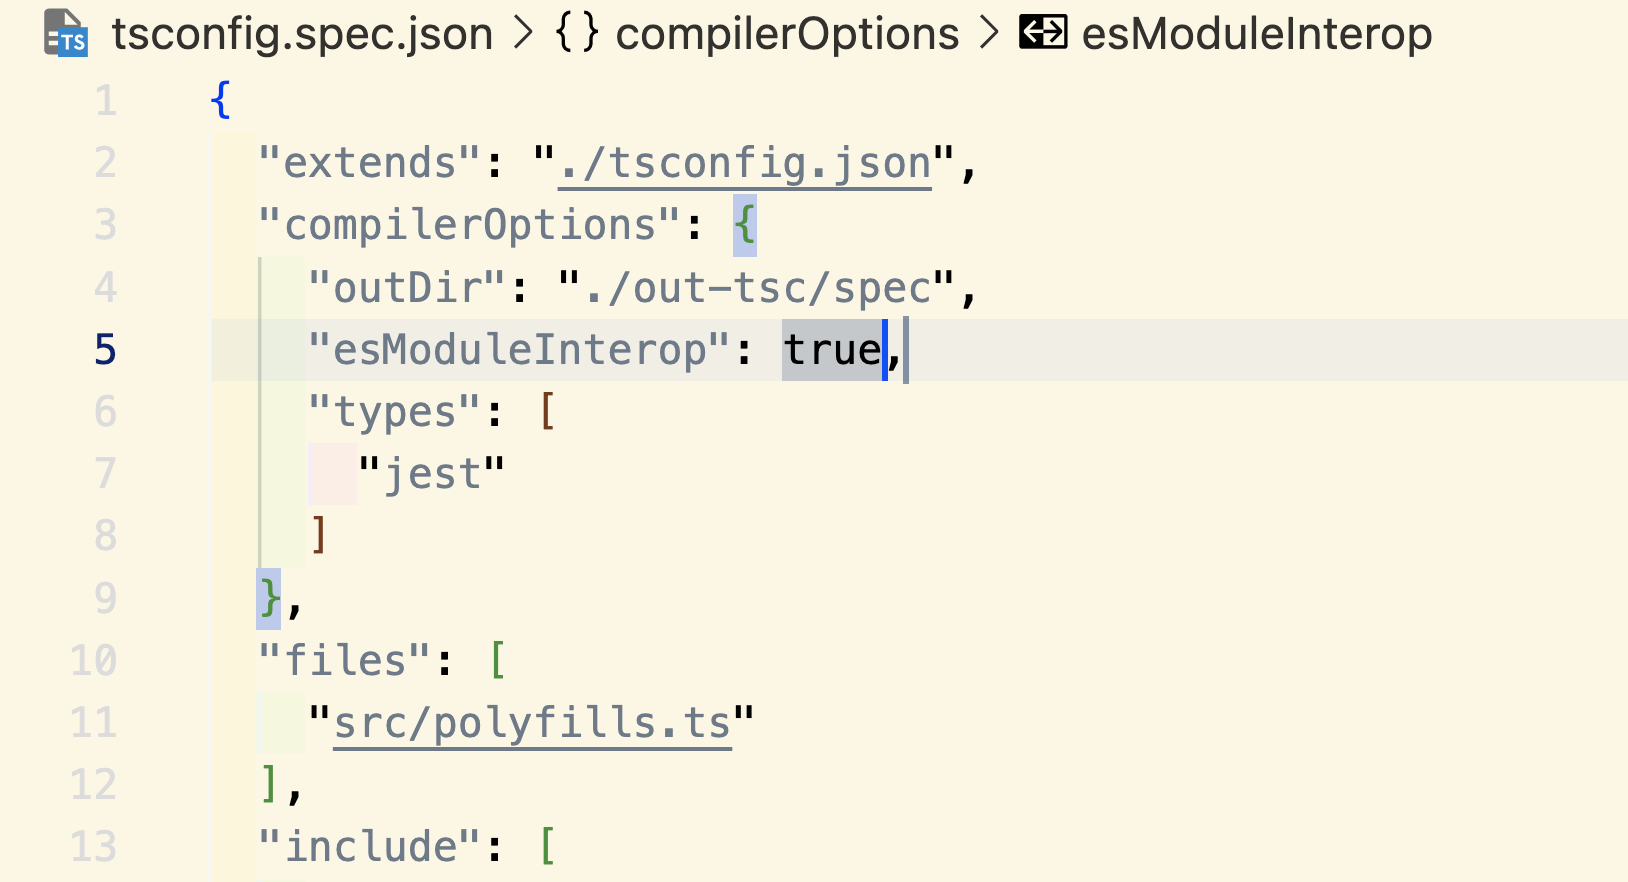 TS tsconfig.spec.json > {} compilerOptions > esModuleInterop
1 {
2 "extends": "./tsconfig.json",
3 "compilerOptions": {
4 "outDir": "./out-tsc/spec",
5 "esModuleInterop": true,
6 "types": [
7 "jest"
8 ]
9 },
10 "files": [
11 "src/polyfills.ts"
12 ],
13 "include": [